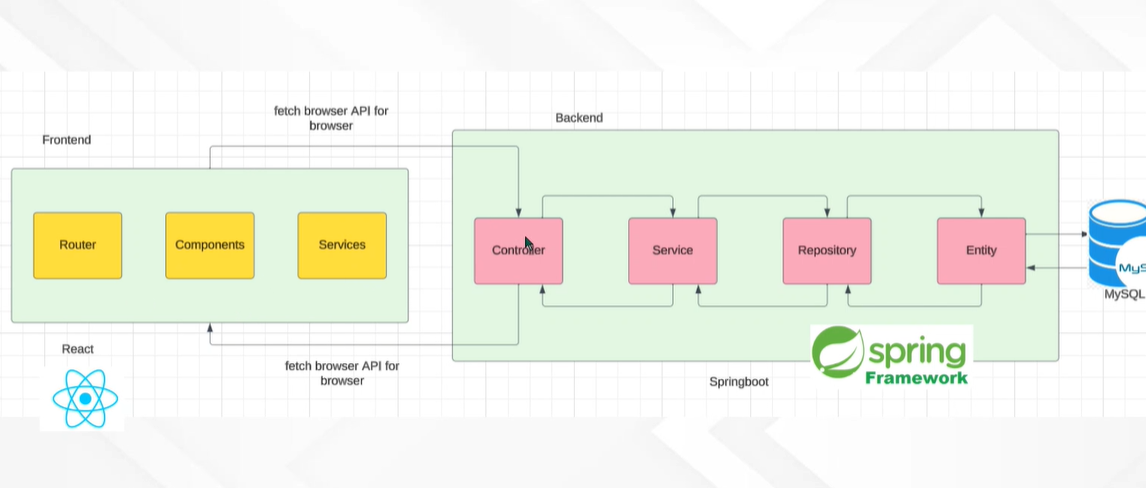 fetch browser API for
browser
Backend
Frontend
Router
Components
Services
Controller
Service
Repository
Entity
MyS
MySQL
React
fetch browser API for
browser
spring
Framework
Springboot